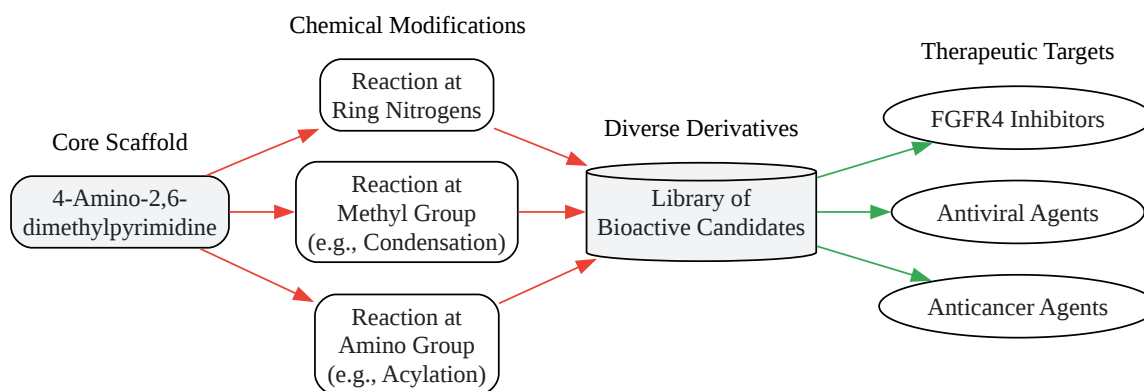 Chemical Modifications
Therapeutic Targets
Reaction at
Ring Nitrogens
FGFR4 Inhibitors
Core Scaffold
Diverse Derivatives
4-Amino-2,6-
dimethylpyrimidine
Reaction at
Methyl Group
(e.g., Condensation)
Library of
Bioactive Candidates
Antiviral Agents
Reaction at
Amino Group
(e.g., Acylation)
Anticancer Agents